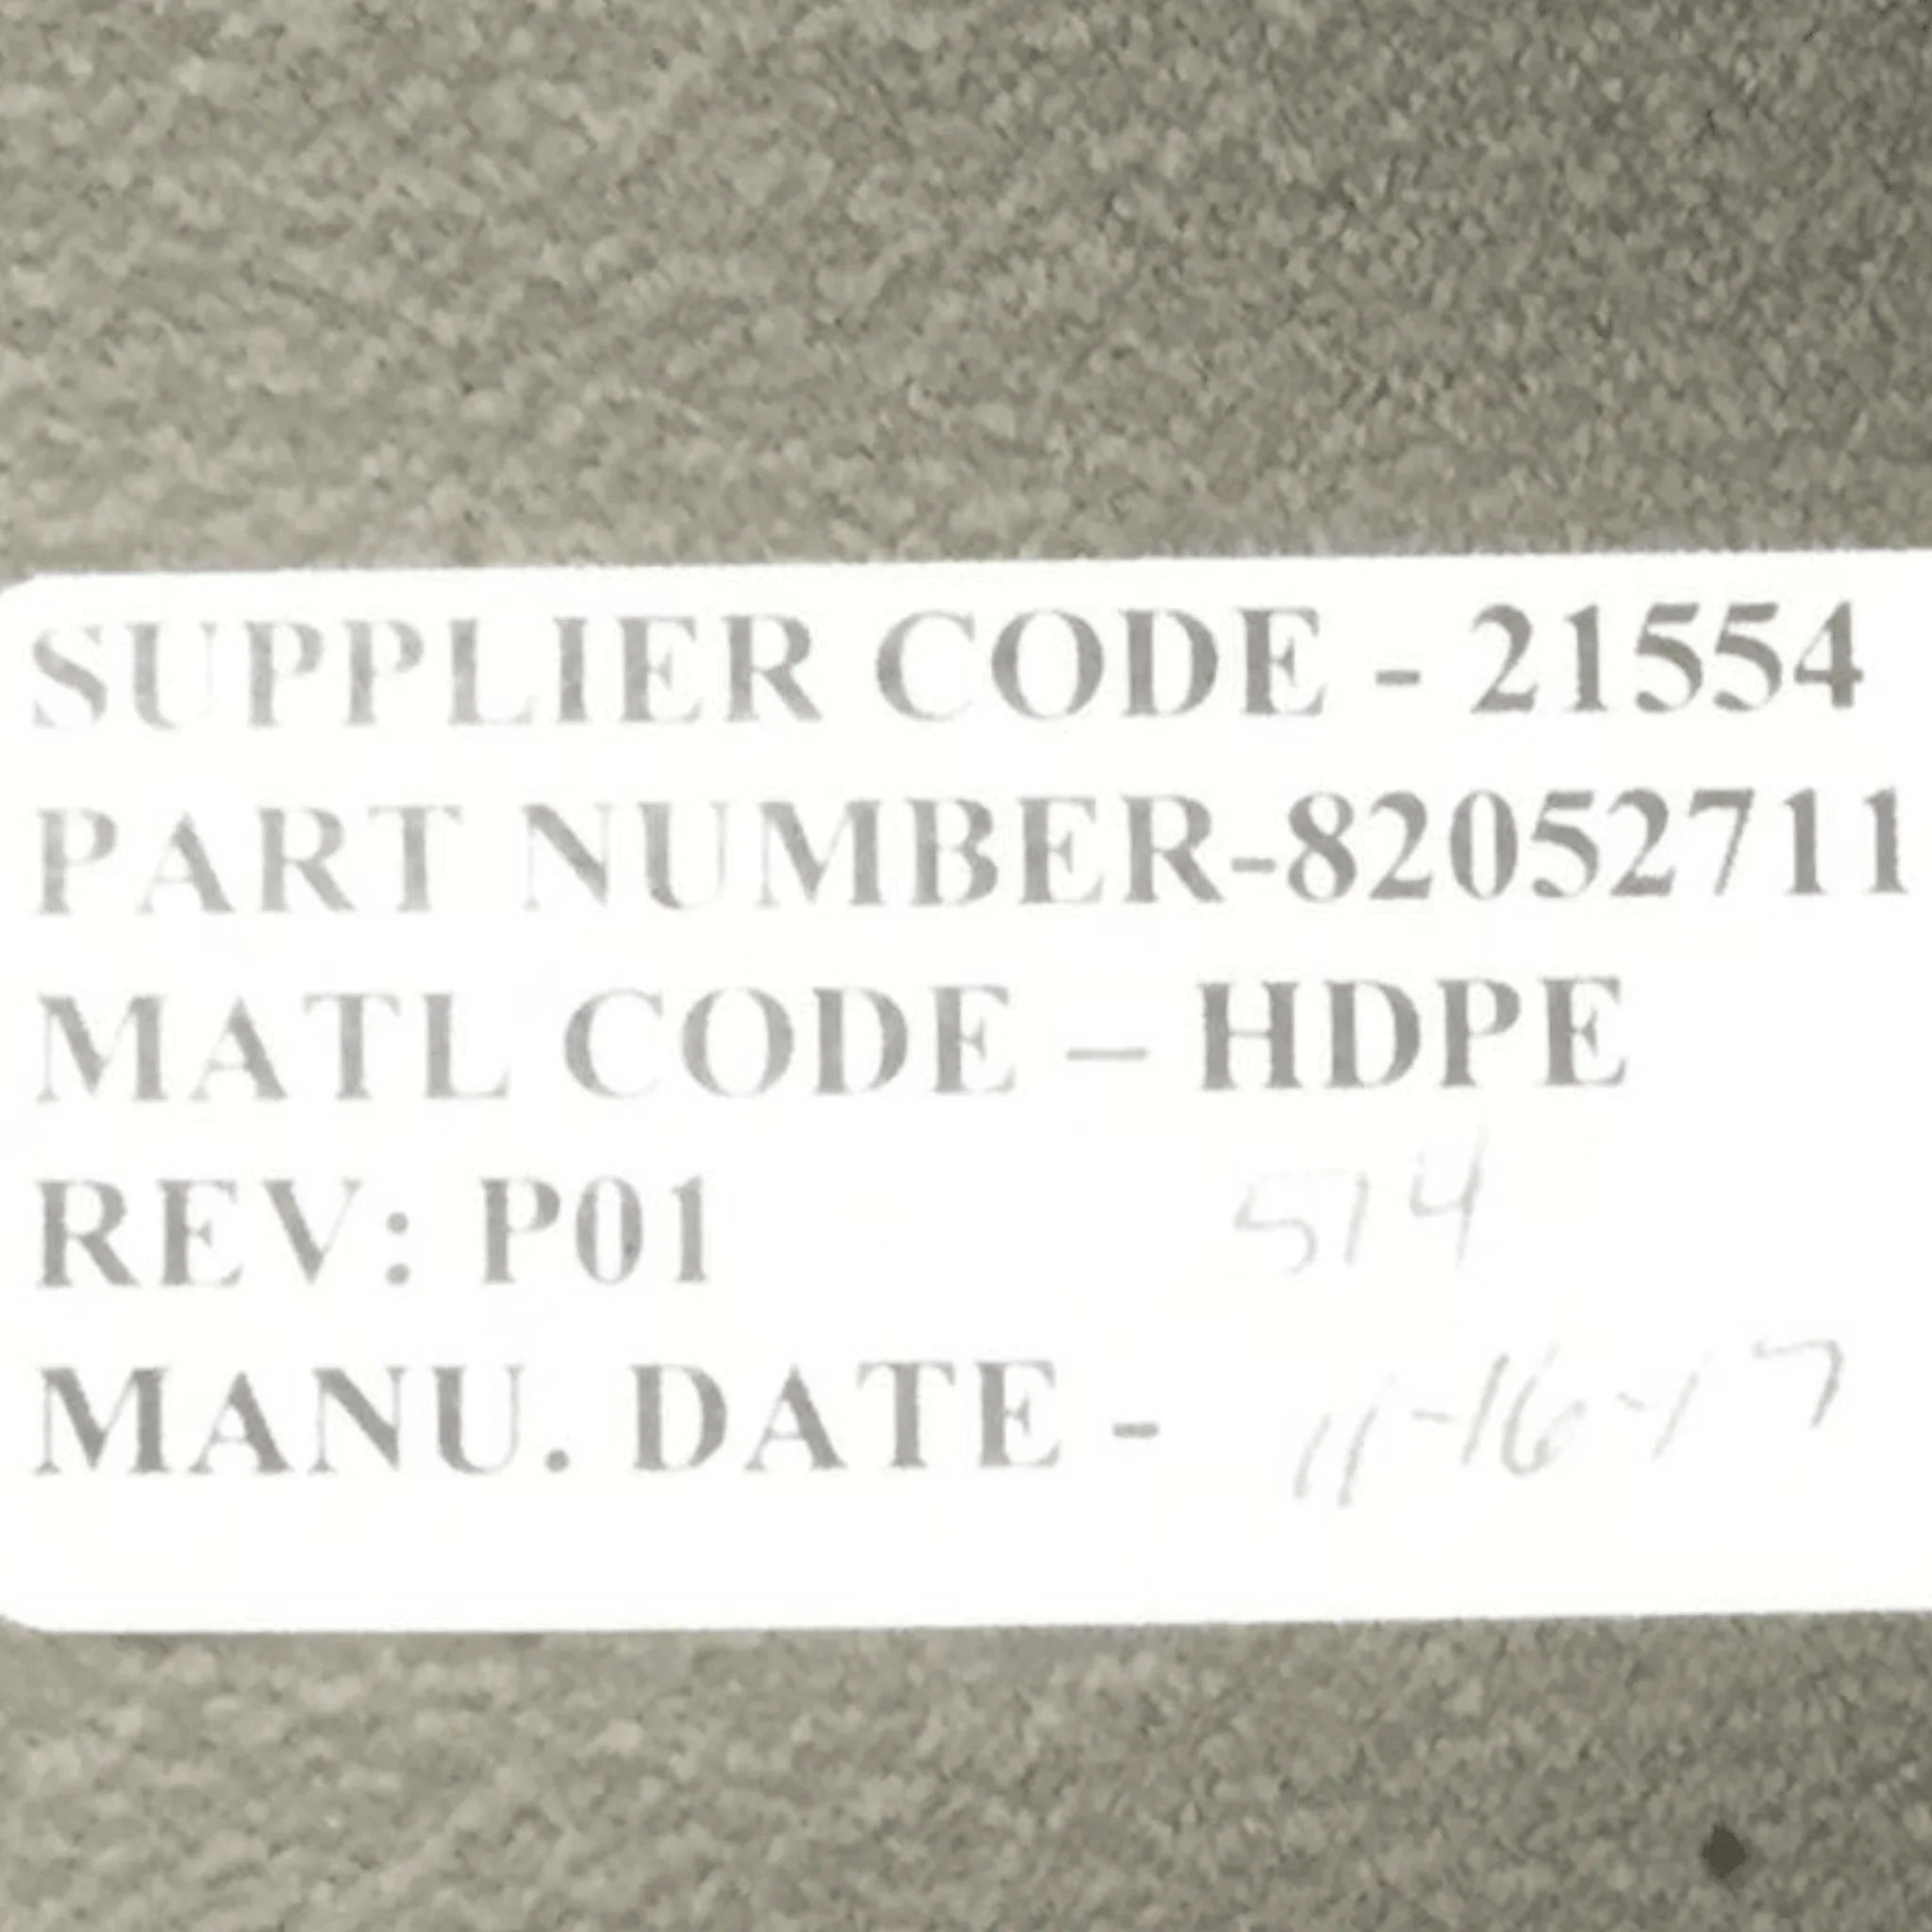 SUPPLIER CODE - 21554
PART NUMBER-82052711
MATL CODE – HDPE
REV: P01 514
MANU. DATE - 11-16-17